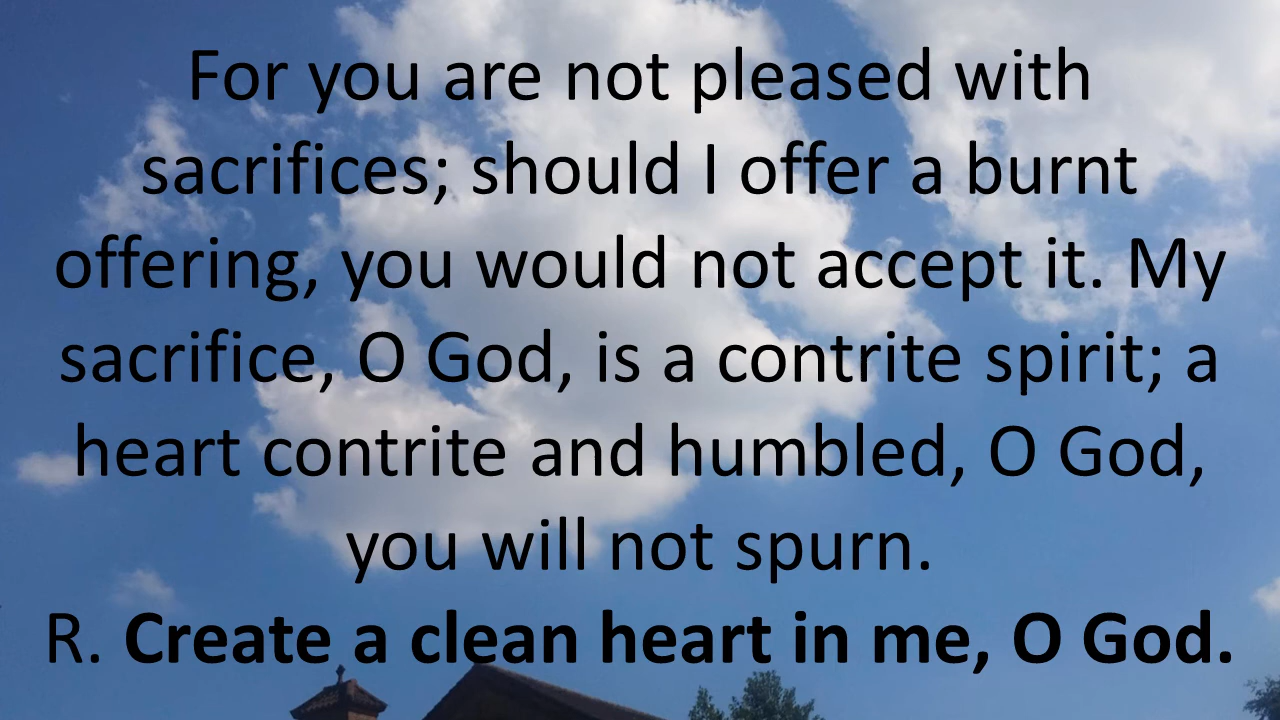 For you are not pleased with
sacrifices; should I offer a burnt
offering, you would not accept it. My
sacrifice, O God, is a contrite spirit; a
heart contrite and humbled, O God,
you will not spurn.
R. Create a clean heart in me, O God.